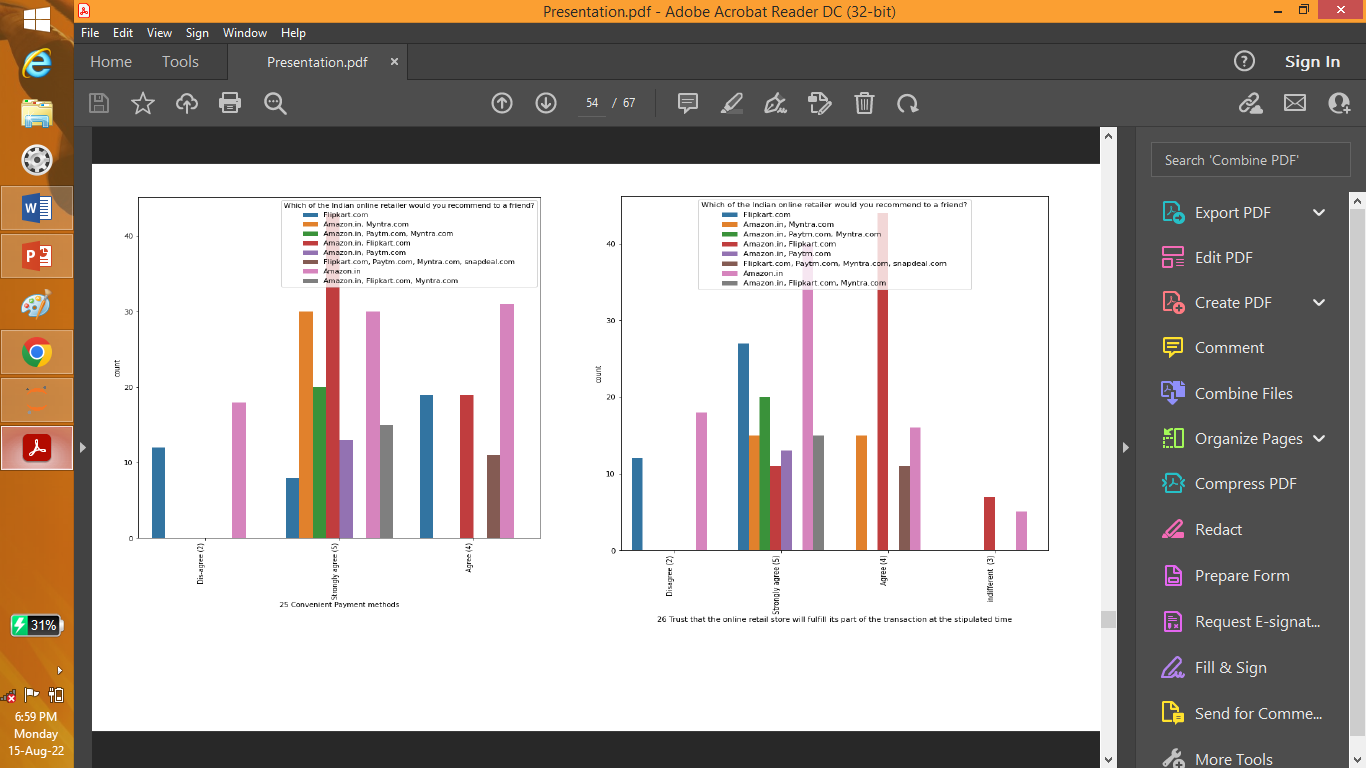 Presentation.pdf - Adobe Acrobat Reader DC (32-bit)
File Edit View Sign Window Help
Home Tools Presentation.pdf × ? Sign In
54 / 67
Search 'Combine PDF'
Export PDF
Edit PDF
Create PDF
Comment
Combine Files
Organize Pages
Compress PDF
Redact
Prepare Form
Request E-signat...
Fill & Sign
Send for Comme...
More Tools
Which of the Indian online retailer would you recommend to a friend?
Flipkart.com
Amazon.in, Myntra.com
Amazon.in, Paytm.com, Myntra.com
Amazon.in, Flipkart.com
Amazon.in, Paytm.com
Flipkart.com, Paytm.com, Myntra.com, snapdeal.com
Amazon.in
Amazon.in, Flipkart.com, Myntra.com
40
30
20
10
0
count
Dis-agree (2)
Strongly agree (5)
Agree (4)
25 Convenient Payment methods
Which of the Indian online retailer would you recommend to a friend?
Flipkart.com
Amazon.in, Myntra.com
Amazon.in, Paytm.com, Myntra.com
Amazon.in, Flipkart.com
Amazon.in, Paytm.com
Flipkart.com, Paytm.com, Myntra.com, snapdeal.com
Amazon.in
Amazon.in, Flipkart.com, Myntra.com
40
30
20
10
0
count
Disagree (2)
Strongly agree (5)
Agree (4)
indifferent (3)
26 Trust that the online retail store will fulfill its part of the transaction at the stipulated time
31%
6:59 PM
Monday
15-Aug-22